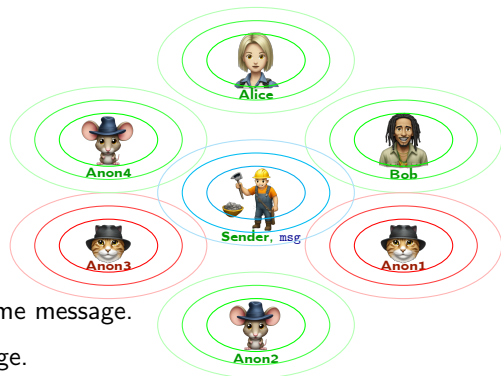 Alice
Anon4
Bob
Sender, msg
Anon3
Anon1
me message.
Anon2
ge.